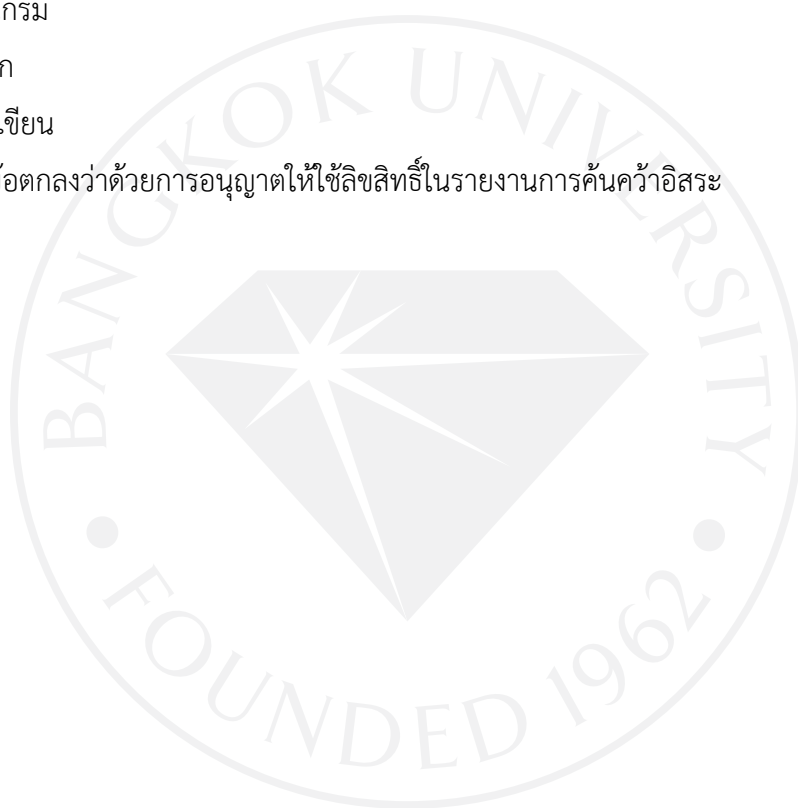 กรม
ก
เขียน
้อตกลงว่าด้วยการอนุญาตให้ใช้ลิขสิทธิ์ในรายงานการค้นคว้าอิสระ
BANGKOK UNIVERSITY
• FOUNDED 1962 •